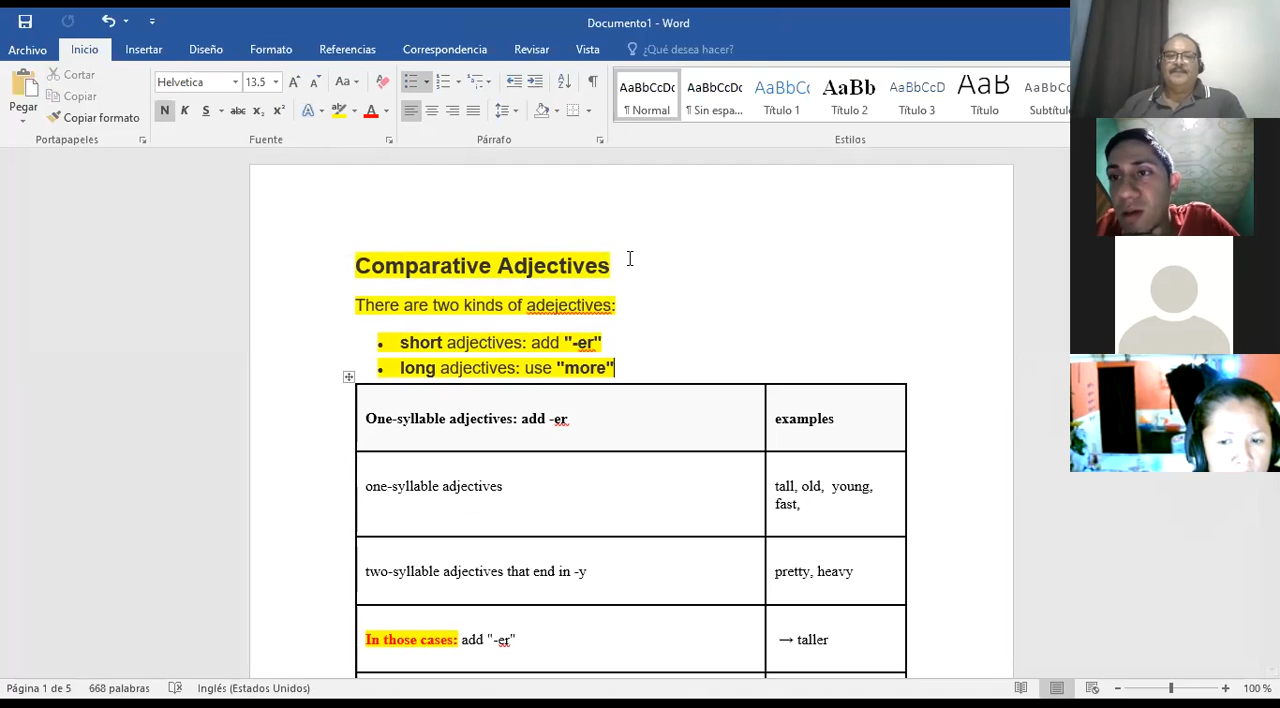 Documento1 - Word
Archivo Inicio Insertar Diseño Formato Referencias Correspondencia Revisar Vista ¿Qué desea hacer?
Pegar
Cortar
Copiar
Copiar formato
Portapapeles
Helvetica 13.5 Aa
N K S abc x₂ x² A A
Fuente
Párrafo
AaBbCcDc AaBbCcDc AaBbCc AaBb AaBbCcD AaB AaBbCc
¶ Normal ¶ Sin espa... Título 1 Título 2 Título 3 Título Subtítu
Estilos
Comparative Adjectives
There are two kinds of adejectives:
• short adjectives: add "-er"
• long adjectives: use "more"
One-syllable adjectives: add -er examples
one-syllable adjectives tall, old, young,
fast,
two-syllable adjectives that end in -y pretty, heavy
In those cases: add "-er" → taller
Página 1 de 5 668 palabras Inglés (Estados Unidos) 100 %